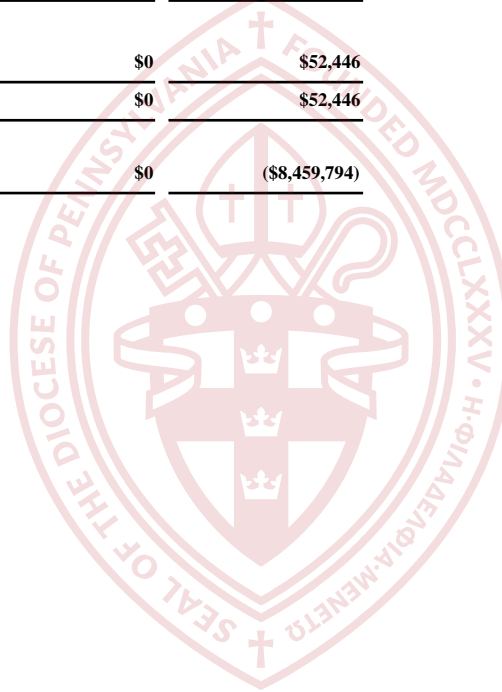 $0 $52,446
$0 $52,446
$0 ($8,459,794)
SEAL OF THE DIOCESE OF PENNSYLVANIA † FOUNDED MDCCLXXXV • Η·ΦΙΛΑΔΕΛΦΙΑ·ΜΕΝΕΤΩ †